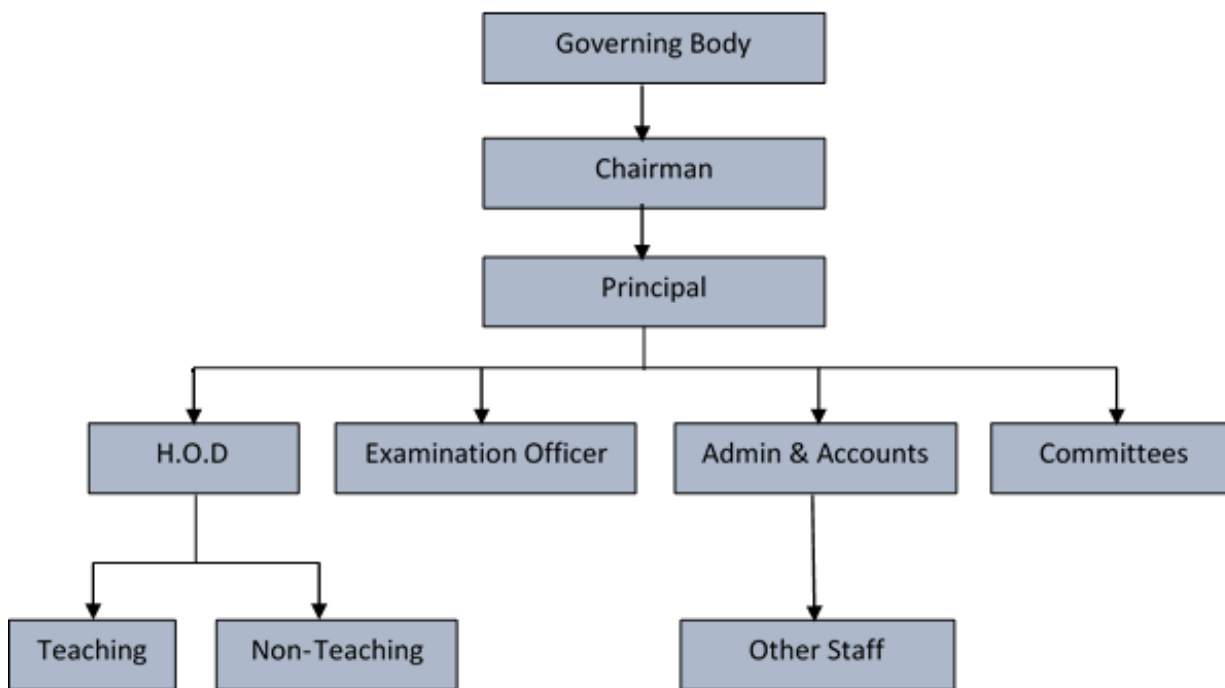 Governing Body
Chairman
Principal
H.O.D
Examination Officer
Admin & Accounts
Committees
Teaching
Non-Teaching
Other Staff